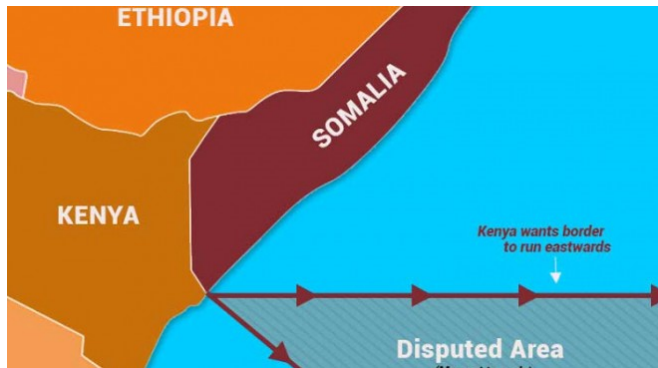 ETHIOPIA
SOMALIA
KENYA
Kenya wants border
to run eastwards
Disputed Area